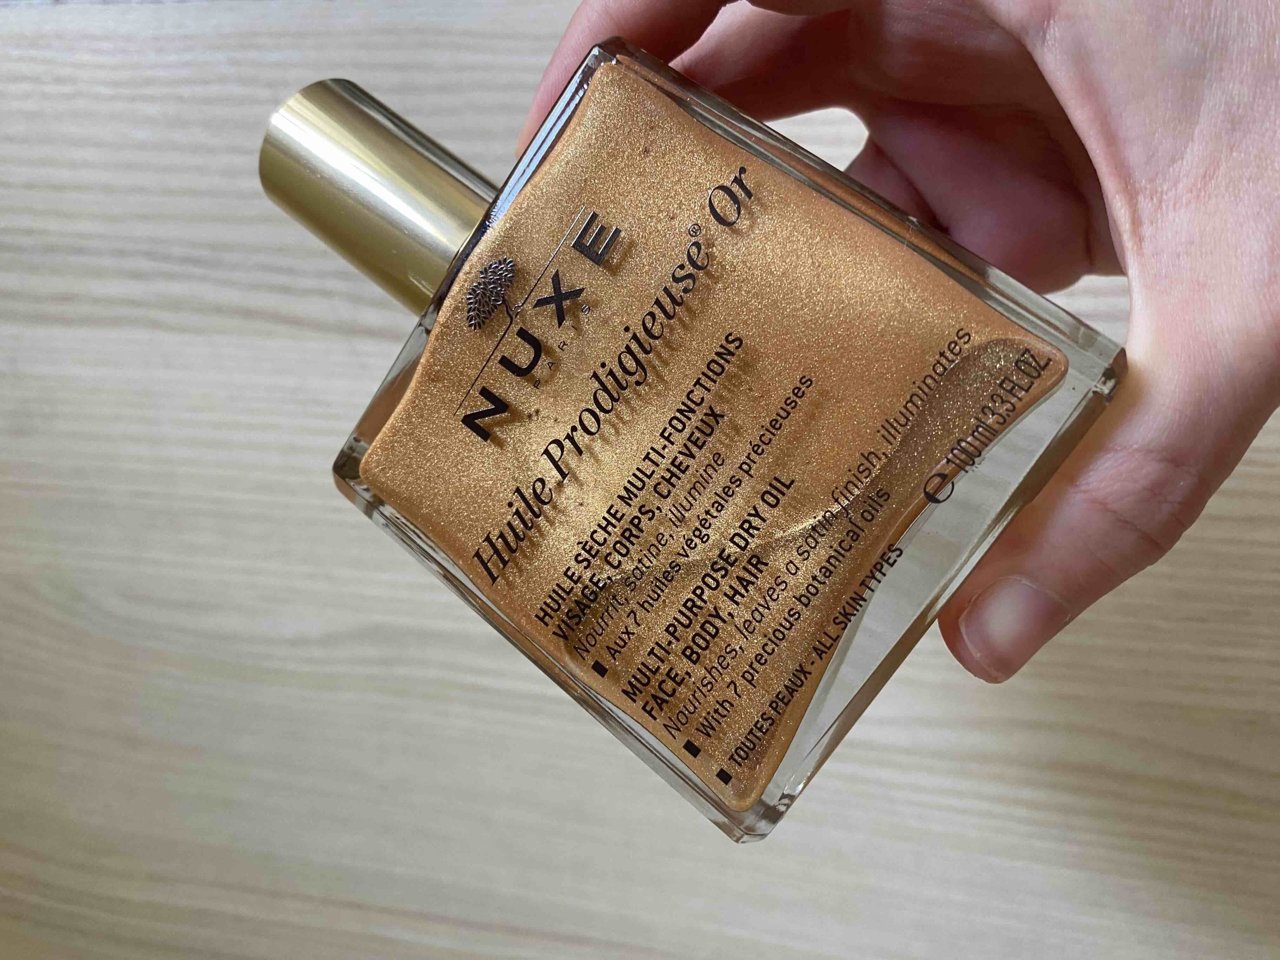 NUXE
PARIS
Huile Prodigieuse® Or
HUILE SÈCHE MULTI-FONCTIONS
VISAGE, CORPS, CHEVEUX
Nourrit, satine, illumine
■ Aux 7 huiles végétales précieuses
MULTI-PURPOSE DRY OIL
FACE, BODY, HAIR
Nourishes, leaves a satin finish, illuminates
■ With 7 precious botanical oils
■ TOUTES PEAUX - ALL SKIN TYPES
℮ 100 ml 3.3 FL.OZ.